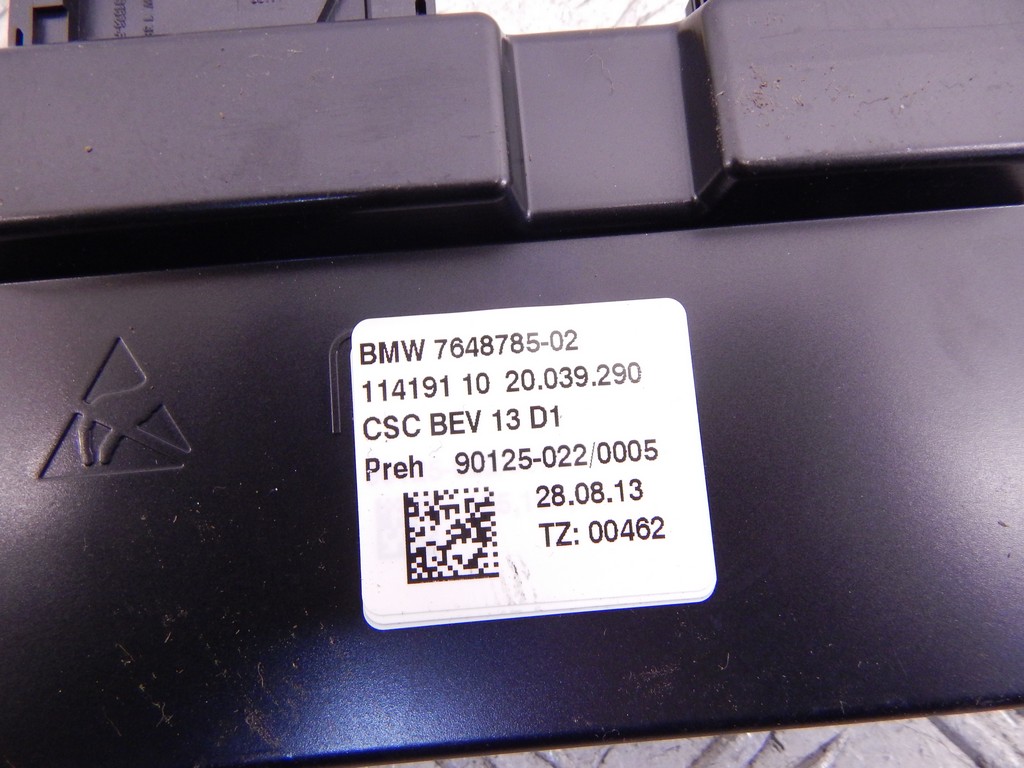 BMW 7648785-02
114191 10 20.039.290
CSC BEV 13 D1
Preh 90125-022/0005
28.08.13
TZ: 00462